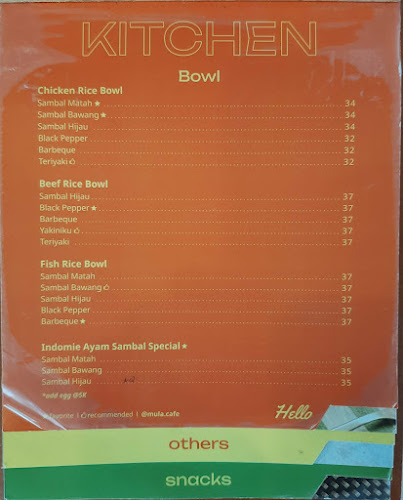 KITCHEN
Bowl
Chicken Rice Bowl
Sambal Matah ★ 34
Sambal Bawang ★ 34
Sambal Hijau 34
Black Pepper 32
Barbeque 32
Teriyaki 32
Beef Rice Bowl
Sambal Hijau 37
Black Pepper ★ 37
Barbeque 37
Yakiniku 37
Teriyaki 37
Fish Rice Bowl
Sambal Matah 37
Sambal Bawang 37
Sambal Hijau 37
Black Pepper 37
Barbeque ★ 37
Indomie Ayam Sambal Special ★
Sambal Matah 35
Sambal Bawang 35
Sambal Hijau 35
*add egg @5K
★ favorite | recommended | @mula.cafe
Hello
others
snacks